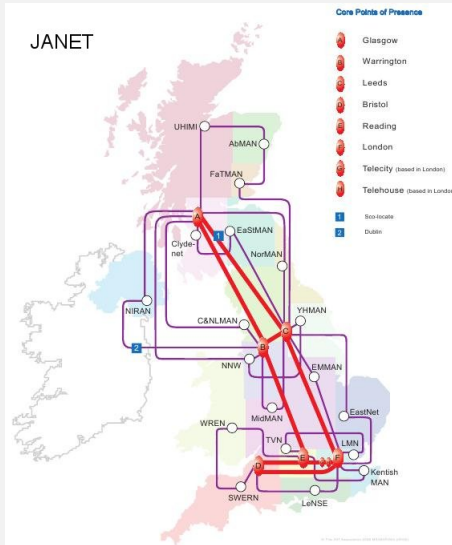 JANET
Core Points of Presence
A Glasgow
B Warrington
C Leeds
D Bristol
E Reading
F London
G Telecity (based in London)
H Telehouse (based in London
1 Sco-locate
2 Dublin
UHIMI
AbMAN
FaTMAN
A
1
EaStMAN
Clyde-
net
NorMAN
NIRAN
C&NLMAN
YHMAN
C
2
B
NNW
EMMAN
MidMAN
EastNet
WREN
TVN
LMN
D
E
F
Kentish
MAN
SWERN
LeNSE